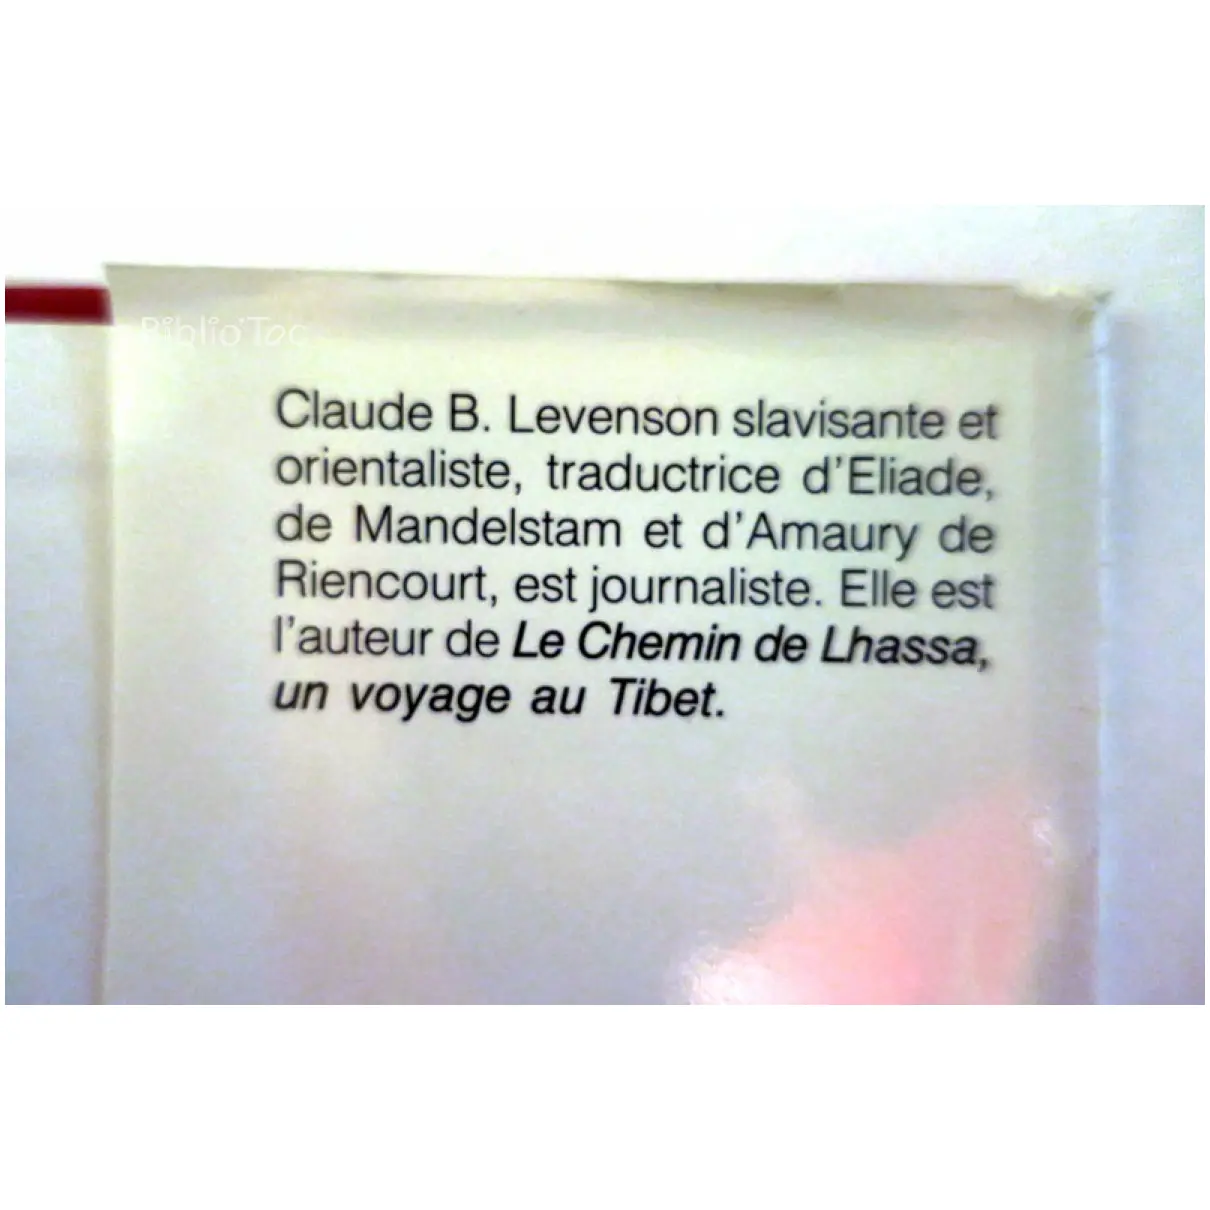 Biblio'Toc
Claude B. Levenson slavisante et
orientaliste, traductrice d'Eliade,
de Mandelstam et d'Amaury de
Riencourt, est journaliste. Elle est
l'auteur de Le Chemin de Lhassa,
un voyage au Tibet.